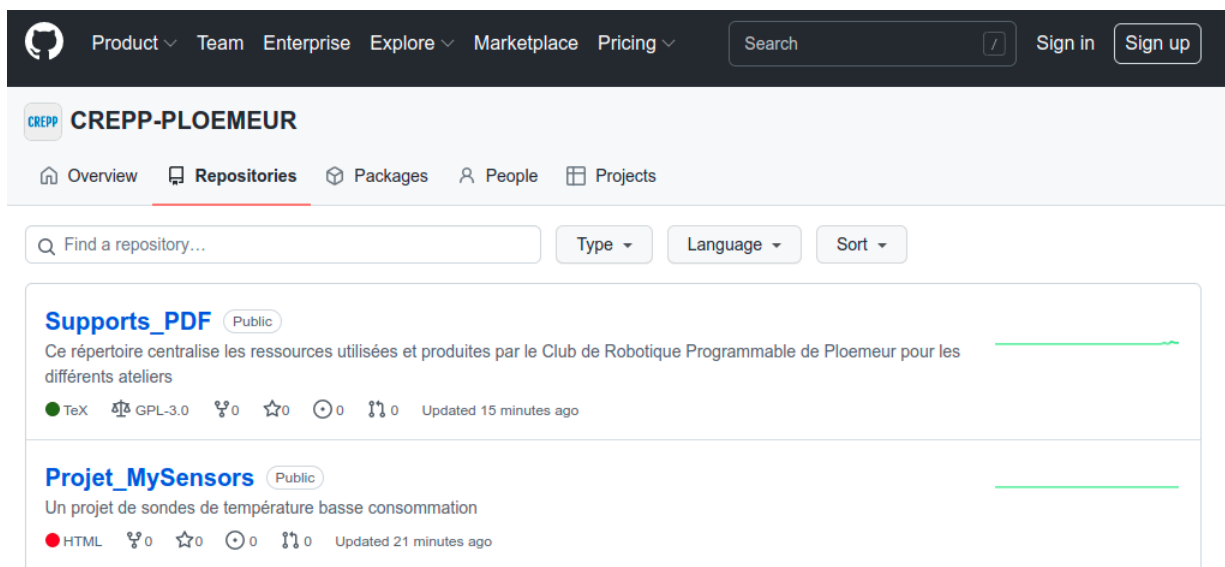 Product Team Enterprise Explore Marketplace Pricing Search / Sign in Sign up
CREPP CREPP-PLOEMEUR
Overview Repositories Packages People Projects
Find a repository… Type Language Sort
Supports_PDF Public
Ce répertoire centralise les ressources utilisées et produites par le Club de Robotique Programmable de Ploemeur pour les
différents ateliers
TeX GPL-3.0 0 0 0 0 Updated 15 minutes ago
Projet_MySensors Public
Un projet de sondes de température basse consommation
HTML 0 0 0 0 Updated 21 minutes ago